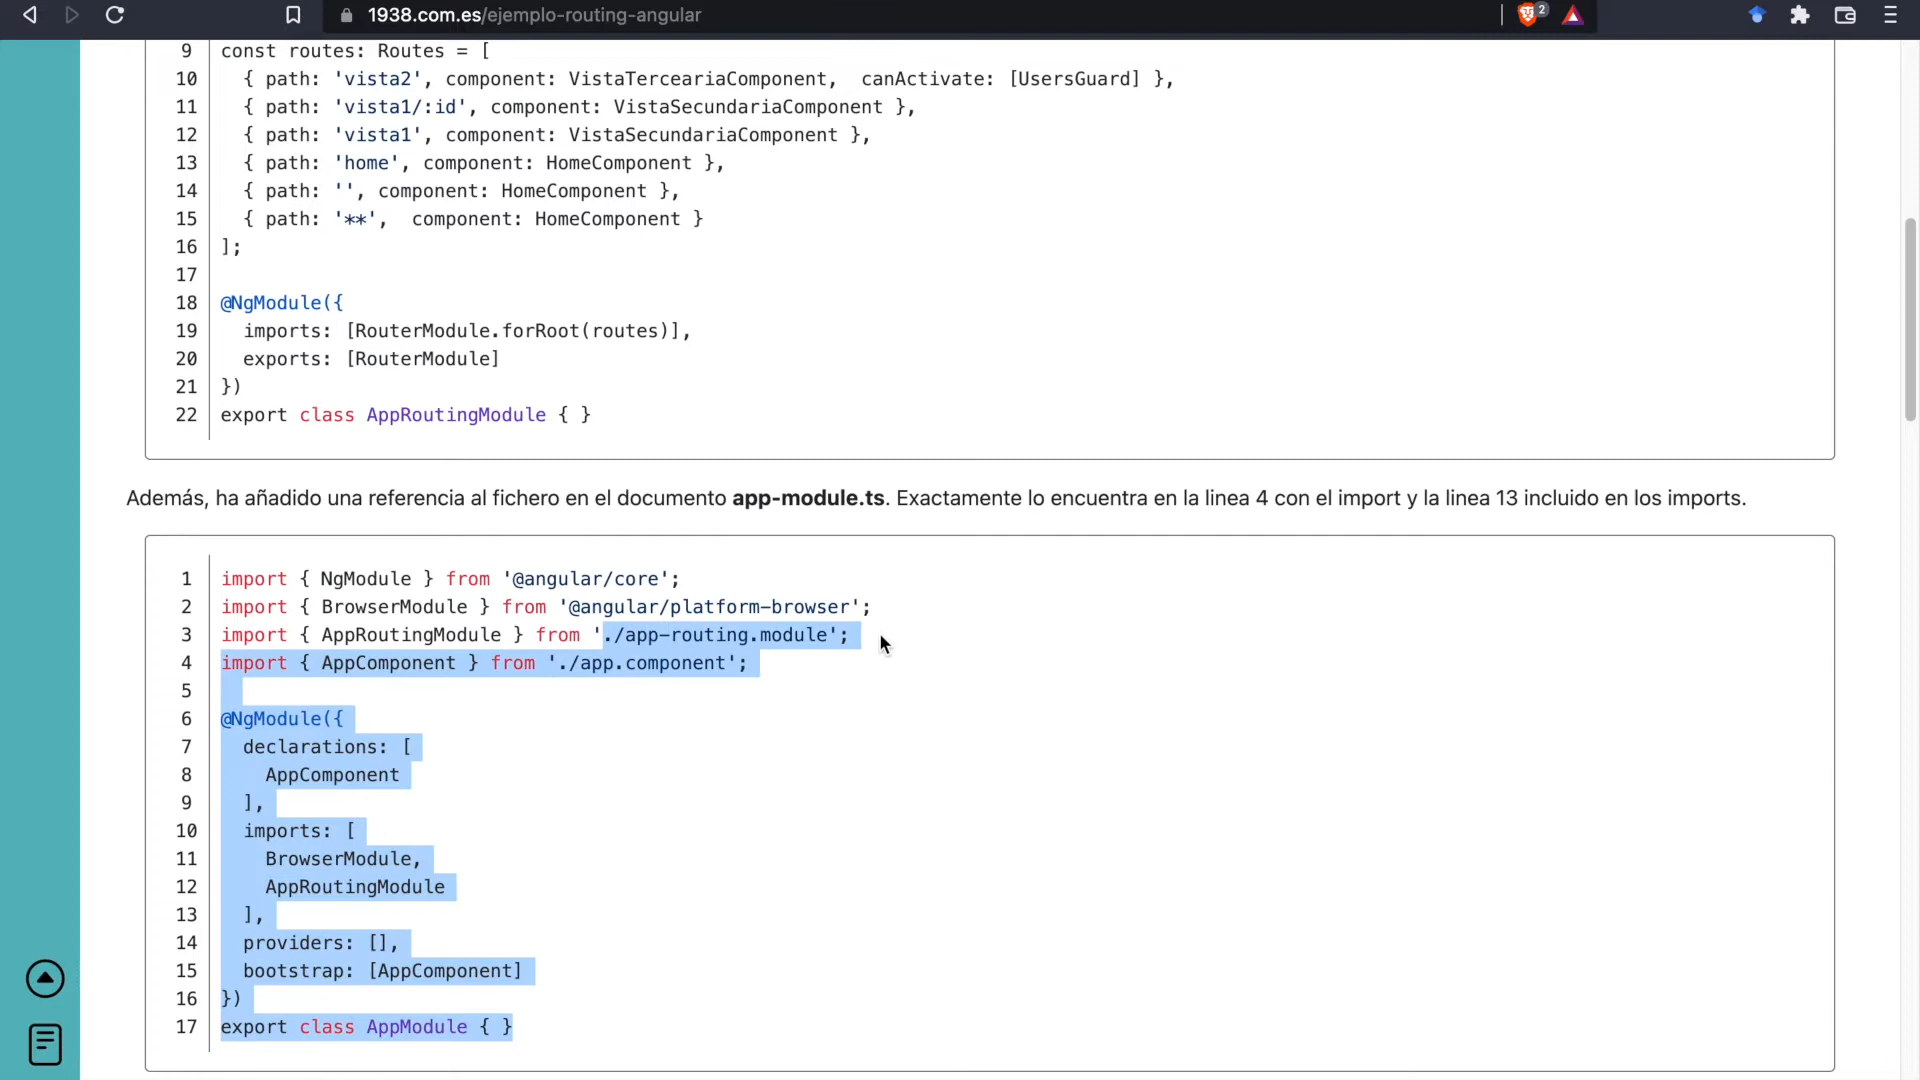 1938.com.es/ejemplo-routing-angular
2
9 const routes: Routes = [
10 { path: 'vista2', component: VistaTerceariaComponent,  canActivate: [UsersGuard] },
11 { path: 'vista1/:id', component: VistaSecundariaComponent },
12 { path: 'vista1', component: VistaSecundariaComponent },
13 { path: 'home', component: HomeComponent },
14 { path: '', component: HomeComponent },
15 { path: '**',  component: HomeComponent }
16 ];
17
18 @NgModule({
19 imports: [RouterModule.forRoot(routes)],
20 exports: [RouterModule]
21 })
22 export class AppRoutingModule { }
Además, ha añadido una referencia al fichero en el documento app-module.ts. Exactamente lo encuentra en la linea 4 con el import y la linea 13 incluido en los imports.
1 import { NgModule } from '@angular/core';
2 import { BrowserModule } from '@angular/platform-browser';
3 import { AppRoutingModule } from './app-routing.module';
4 import { AppComponent } from './app.component';
5
6 @NgModule({
7 declarations: [
8 AppComponent
9 ],
10 imports: [
11 BrowserModule,
12 AppRoutingModule
13 ],
14 providers: [],
15 bootstrap: [AppComponent]
16 })
17 export class AppModule { }